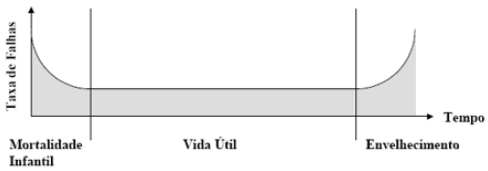 Taxa de Falhas
Tempo
Mortalidade
Infantil
Vida Útil
Envelhecimento